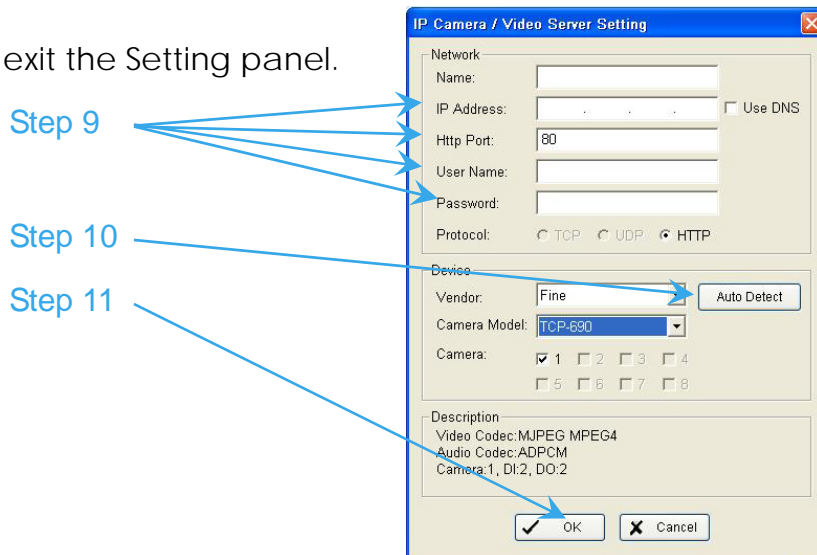 exit the Setting panel.
Step 9
Step 10
Step 11
IP Camera / Video Server Setting
Network
Name:
IP Address: . . . Use DNS
Http Port: 80
User Name:
Password:
Protocol: TCP UDP HTTP
Device
Vendor: Fine Auto Detect
Camera Model: TCP-690
Camera: 1 2 3 4
5 6 7 8
Description
Video Codec:MJPEG MPEG4
Audio Codec:ADPCM
Camera:1, DI:2, DO:2
OK Cancel